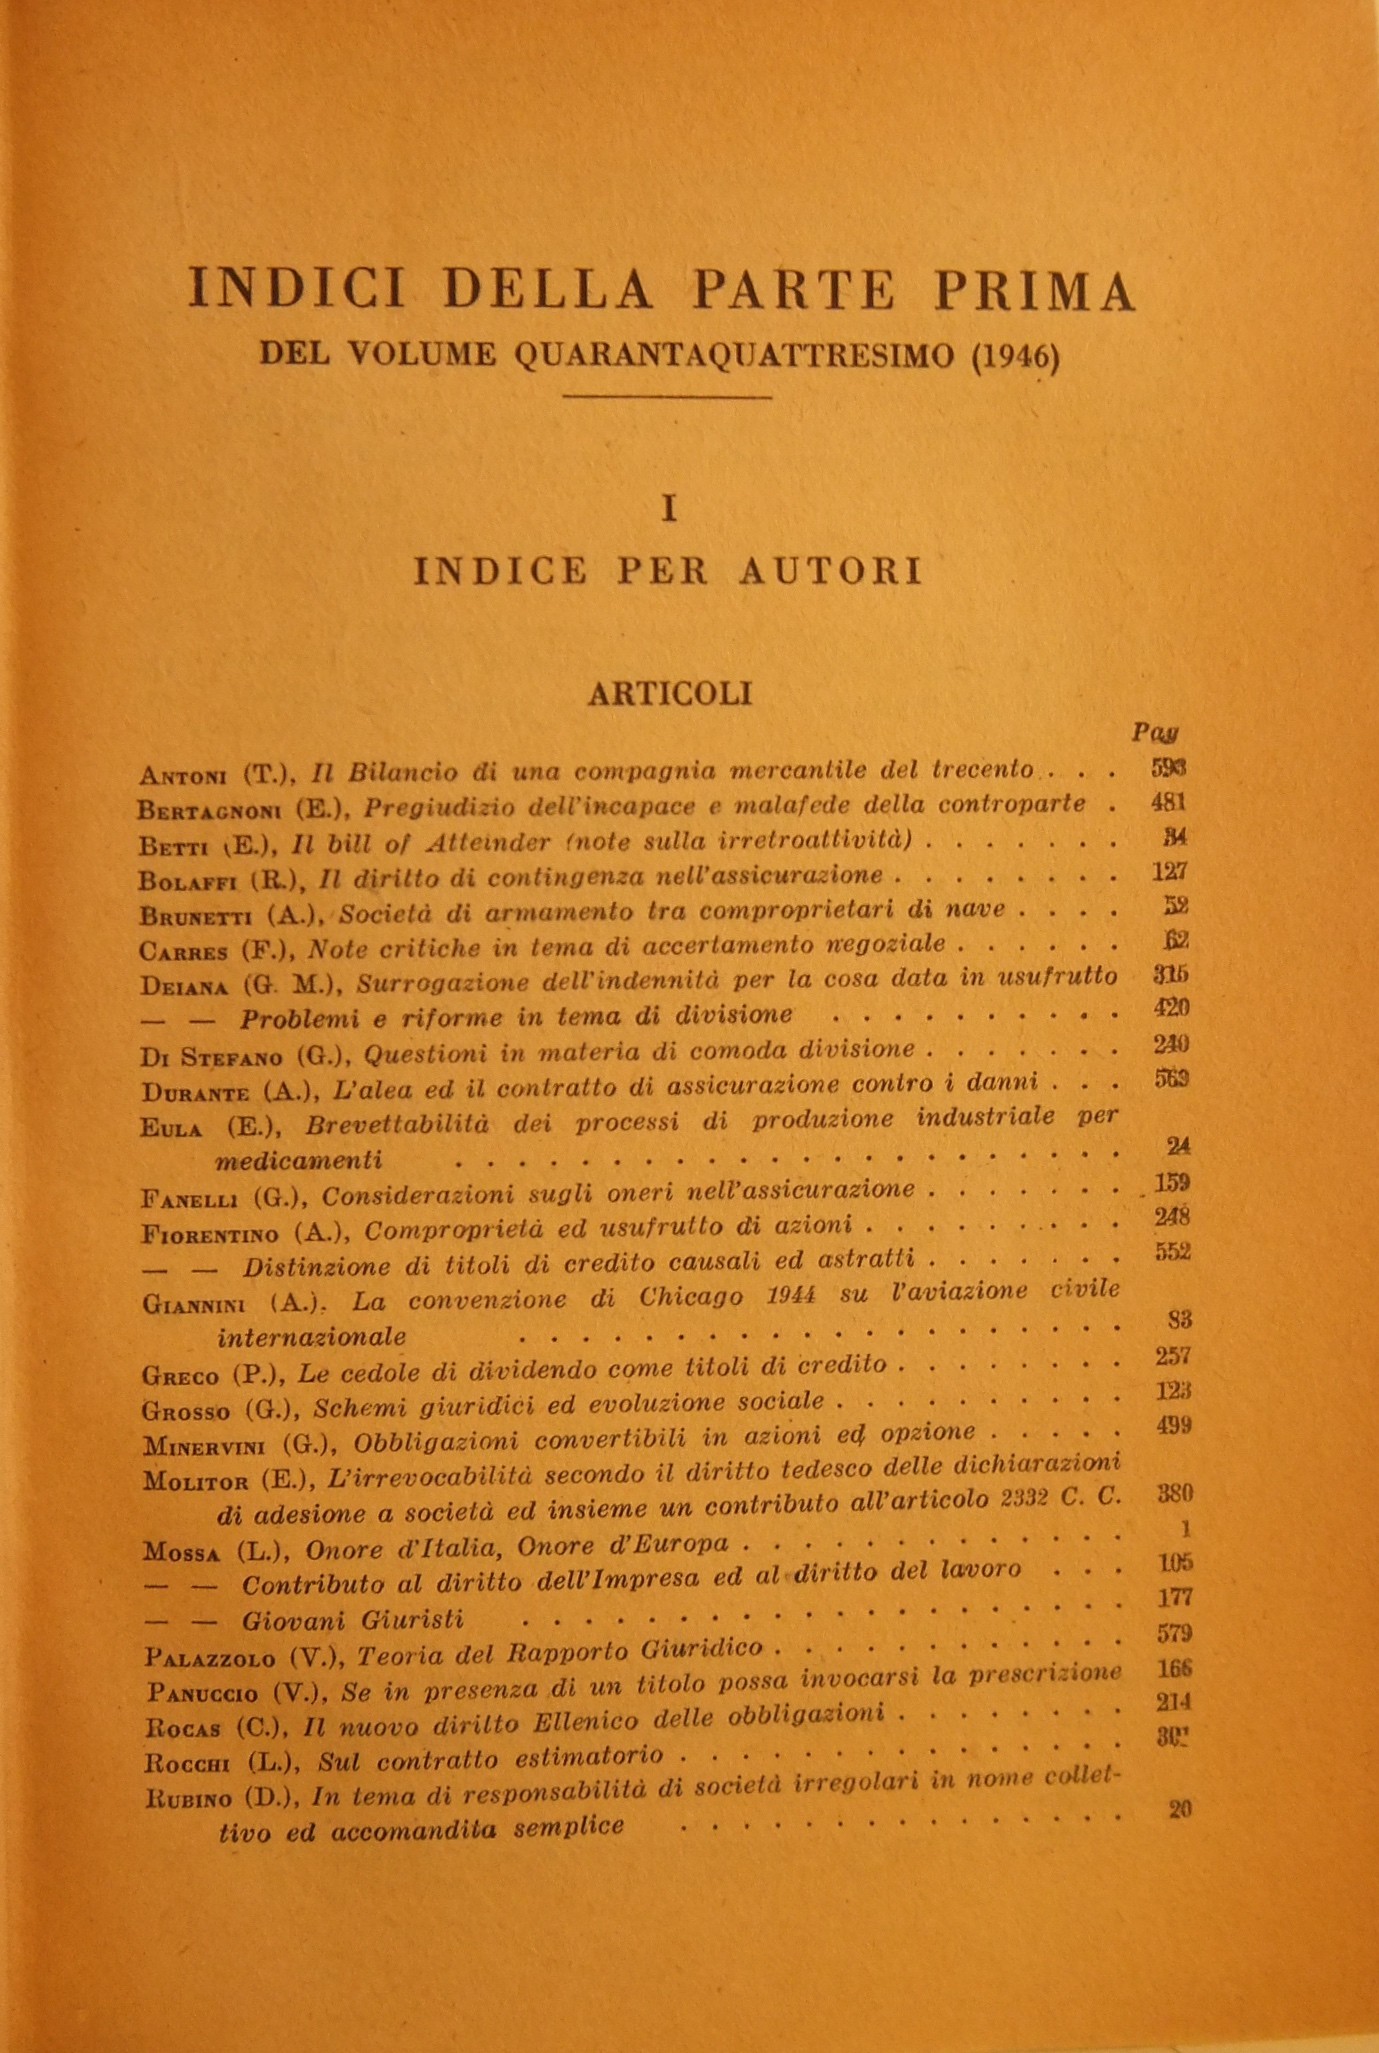 INDICI DELLA PARTE PRIMA
DEL VOLUME QUARANTAQUATTRESIMO (1946)
I
INDICE PER AUTORI
ARTICOLI
Pag
ANTONI (T.), Il Bilancio di una compagnia mercantile del trecento . . .
BERTAGNONI (E.), Pregiudizio dell'incapace e malafede della controparte . 481
BETTI (E.), Il bill of Atteinder (note sulla irretroattività) . . . . . . . 34
BOLAFFI (R.), Il diritto di contingenza nell'assicurazione . . . . . . . . 127
BRUNETTI (A.), Società di armamento tra comproprietari di nave . . . . 52
CARRES (F.), Note critiche in tema di accertamento negoziale . . . . . . 62
DEIANA (G. M.), Surrogazione dell'indennità per la cosa data in usufrutto 315
— — Problemi e riforme in tema di divisione . . . . . . . . . . 420
DI STEFANO (G.), Questioni in materia di comoda divisione . . . . . . . 240
DURANTE (A.), L'alea ed il contratto di assicurazione contro i danni . . . 569
EULA (E.), Brevettabilità dei processi di produzione industriale per
medicamenti . . . . . . . . . . . . . . . . . . . . . . 24
FANELLI (G.), Considerazioni sugli oneri nell'assicurazione . . . . . . . 159
FIORENTINO (A.), Comproprietà ed usufrutto di azioni . . . . . . . . . 248
— — Distinzione di titoli di credito causali ed astratti . . . . . . . 552
GIANNINI (A.), La convenzione di Chicago 1944 su l'aviazione civile
internazionale . . . . . . . . . . . . . . . . . . . . 83
GRECO (P.), Le cedole di dividendo come titoli di credito . . . . . . . . 257
GROSSO (G.), Schemi giuridici ed evoluzione sociale . . . . . . . . . . 123
MINERVINI (G.), Obbligazioni convertibili in azioni ed opzione . . . . . 499
MOLITOR (E.), L'irrevocabilità secondo il diritto tedesco delle dichiarazioni
di adesione a società ed insieme un contributo all'articolo 2332 C. C. 380
MOSSA (L.), Onore d'Italia, Onore d'Europa . . . . . . . . . . . . . 1
— — Contributo al diritto dell'Impresa ed al diritto del lavoro . . . 105
— — Giovani Giuristi . . . . . . . . . . . . . . . . . . . . 177
PALAZZOLO (V.), Teoria del Rapporto Giuridico . . . . . . . . . . . . 579
PANUCCIO (V.), Se in presenza di un titolo possa invocarsi la prescrizione 166
ROCAS (C.), Il nuovo diritto Ellenico delle obbligazioni . . . . . . . . 214
ROCCHI (L.), Sul contratto estimatorio . . . . . . . . . . . . . . .
RUBINO (D.), In tema di responsabilità di società irregolari in nome collet-
tivo ed accomandita semplice . . . . . . . . . . . . . . . 20